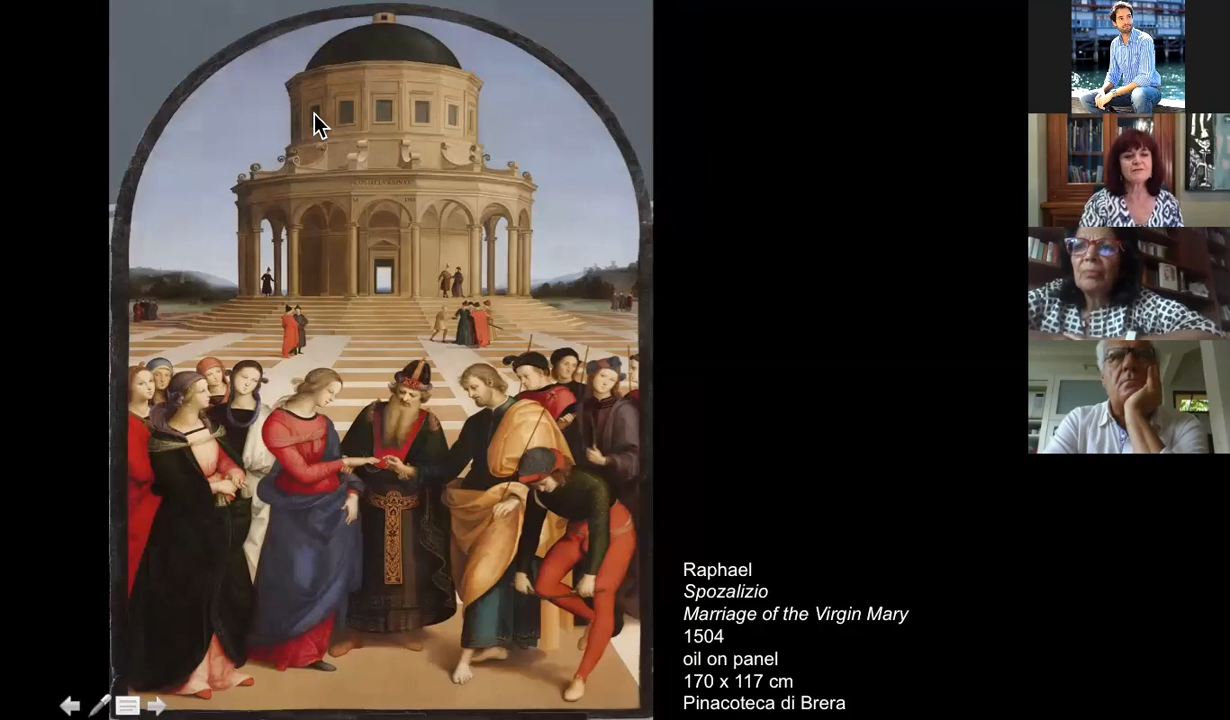 Raphael
Spozalizio
Marriage of the Virgin Mary
1504
oil on panel
170 x 117 cm
Pinacoteca di Brera